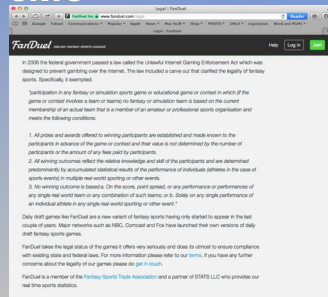 Legal | FanDuel
FanDuel Inc www.fanduel.com/legal
Reader
Popular Apple News
Legal | FanDuel
FanDuel ONE-DAY FANTASY SPORTS LEAGUES
Help Log in Join
In 2006 the federal government passed a law called the Unlawful Internet Gaming Enforcement Act which was
designed to prevent gambling over the internet. The law included a carve out that clarified the legality of fantasy
sports. Specifically, it exempted:
"participation in any fantasy or simulation sports game or educational game or contest in which (if the
game or contest involves a team or teams) no fantasy or simulation team is based on the current
membership of an actual team that is a member of an amateur or professional sports organisation and
meets the following conditions:
1. All prizes and awards offered to winning participants are established and made known to the
participants in advance of the game or contest and their value is not determined by the number of
participants or the amount of any fees paid by participants.
2. All winning outcomes reflect the relative knowledge and skill of the participants and are determined
predominantly by accumulated statistical results of the performance of individuals (athletes in the case of
sports events) in multiple real-world sporting or other events.
3. No winning outcome is based:a. On the score, point spread, or any performance or performances of
any single real world team or any combination of such teams; or b. Solely on any single performance of
an individual athlete in any single real-world sporting or other event."
Daily draft games like FanDuel are a new variant of fantasy sports having only started to appear in the last
couple of years. Major networks such as NBC, Comcast and Fox have launched their own versions of daily
draft fantasy sports games.
FanDuel takes the legal status of the games it offers very seriously and does its utmost to ensure compliance
with existing state and federal laws. For more information please refer to our terms. If you have any further
concerns about the legality of our games please do get in touch.
FanDuel is a member of the Fantasy Sports Trade Association and a partner of STATS LLC who provides our
real time sports statistics.